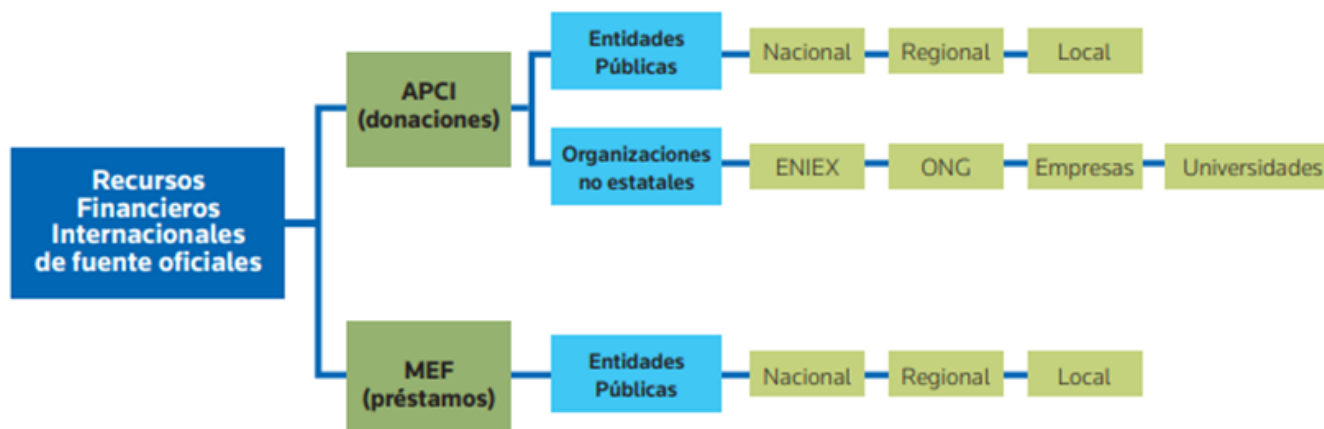 Recursos
Financieros
Internacionales
de fuente oficiales
APCI
(donaciones)
Entidades
Públicas
Nacional
Regional
Local
Organizaciones
no estatales
ENIEX
ONG
Empresas
Universidades
MEF
(préstamos)
Entidades
Públicas
Nacional
Regional
Local